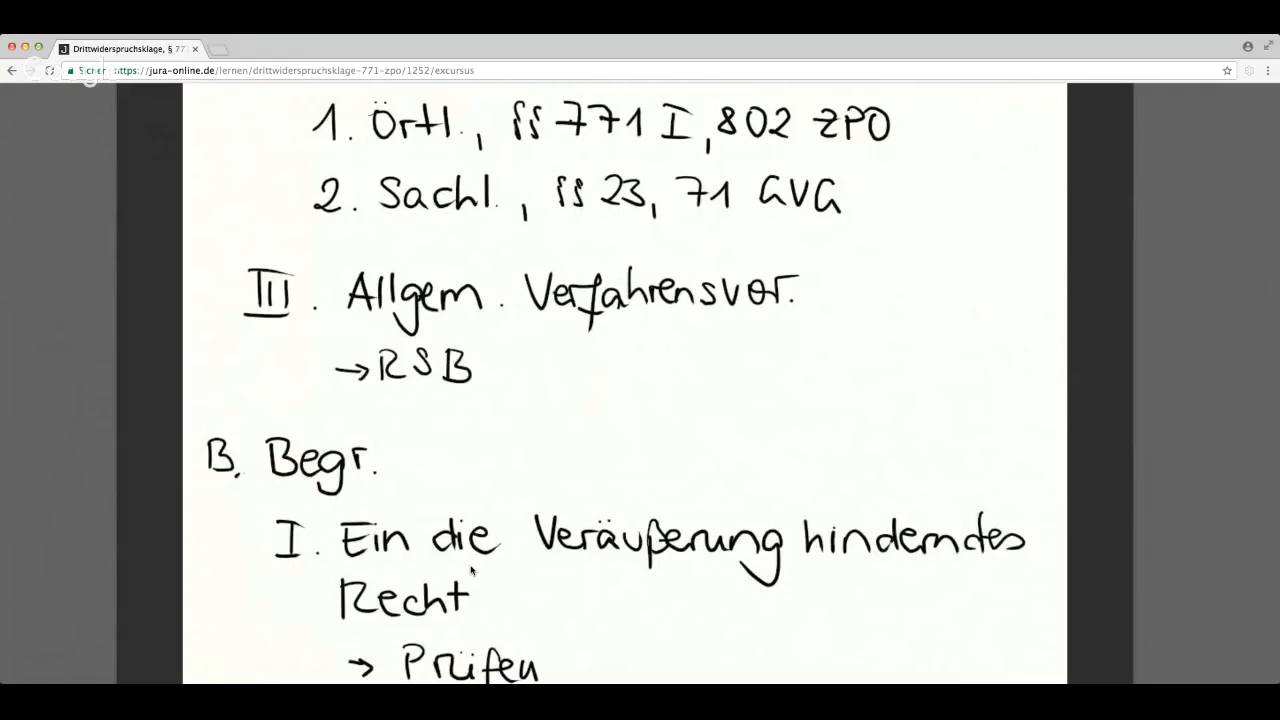 Drittwiderspruchsklage, § 77
Sicher https://jura-online.de/lernen/drittwiderspruchsklage-771-zpo/1252/excursus
1. Örtl., §§ 771 I, 802 ZPO
2. Sachl., §§ 23, 71 GVG
III. Allgem. Verfahrensvor.
→ RSB
B. Begr.
I. Ein die Veräußerung hinderndes
Recht
→ Prüfen